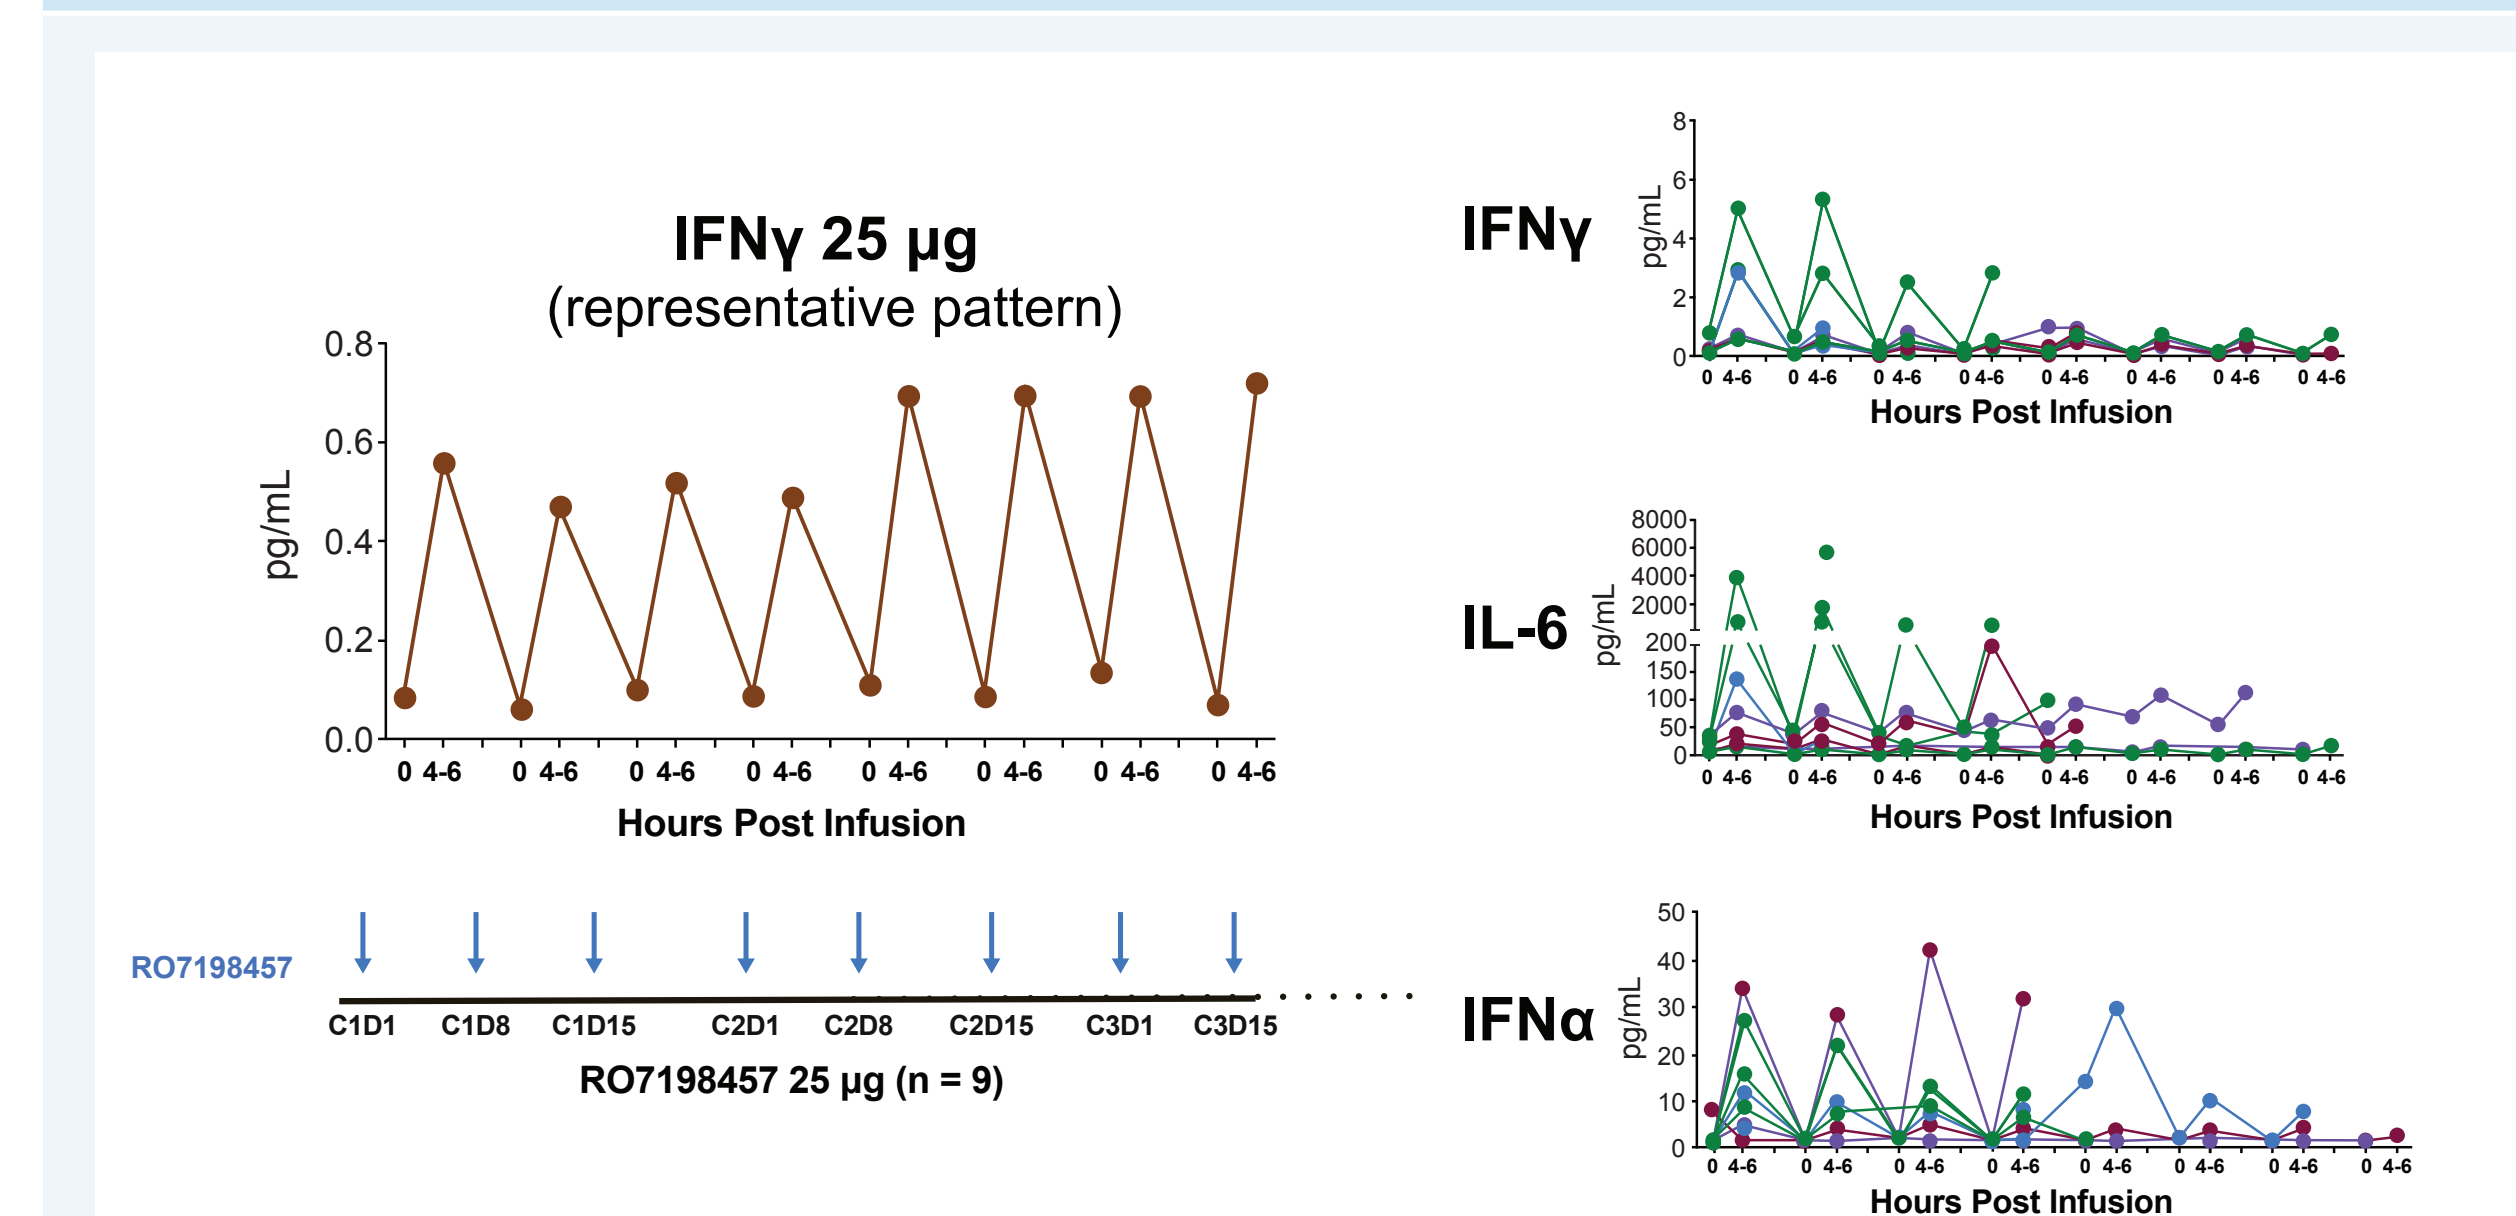 IFNγ 25 µg
(representative pattern)
pg/mL
0.8
0.6
0.4
0.2
0.0
0 4-6 0 4-6 0 4-6 0 4-6 0 4-6 0 4-6 0 4-6 0 4-6
Hours Post Infusion
RO7198457
C1D1 C1D8 C1D15 C2D1 C2D8 C2D15 C3D1 C3D15
RO7198457 25 µg (n = 9)
IFNγ
pg/mL
8
6
4
2
0
0 4-6 0 4-6 0 4-6 0 4-6 0 4-6 0 4-6 0 4-6 0 4-6
Hours Post Infusion
IL-6
pg/mL
8000
6000
4000
2000
200
150
100
50
0
0 4-6 0 4-6 0 4-6 0 4-6 0 4-6 0 4-6 0 4-6 0 4-6
Hours Post Infusion
IFNα
pg/mL
50
40
30
20
10
0
0 4-6 0 4-6 0 4-6 0 4-6 0 4-6 0 4-6 0 4-6 0 4-6
Hours Post Infusion